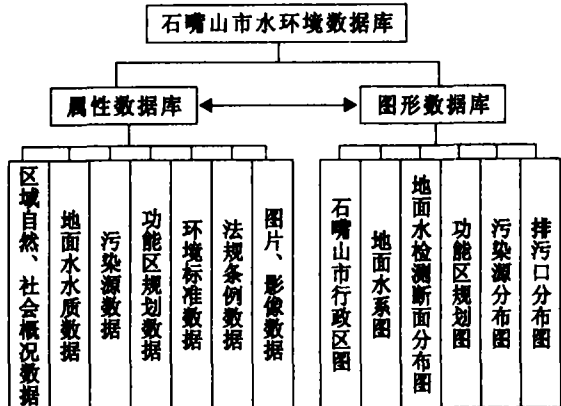 石嘴山市水环境数据库
属性数据库
图形数据库
区域自然、社会概况数据
地面水水质数据
污染源数据
功能区规划数据
环境标准数据
法规条例数据
图片、影像数据
石嘴山市行政区图
地面水系图
地面水检测断面分布图
功能区规划图
污染源分布图
排污口分布图